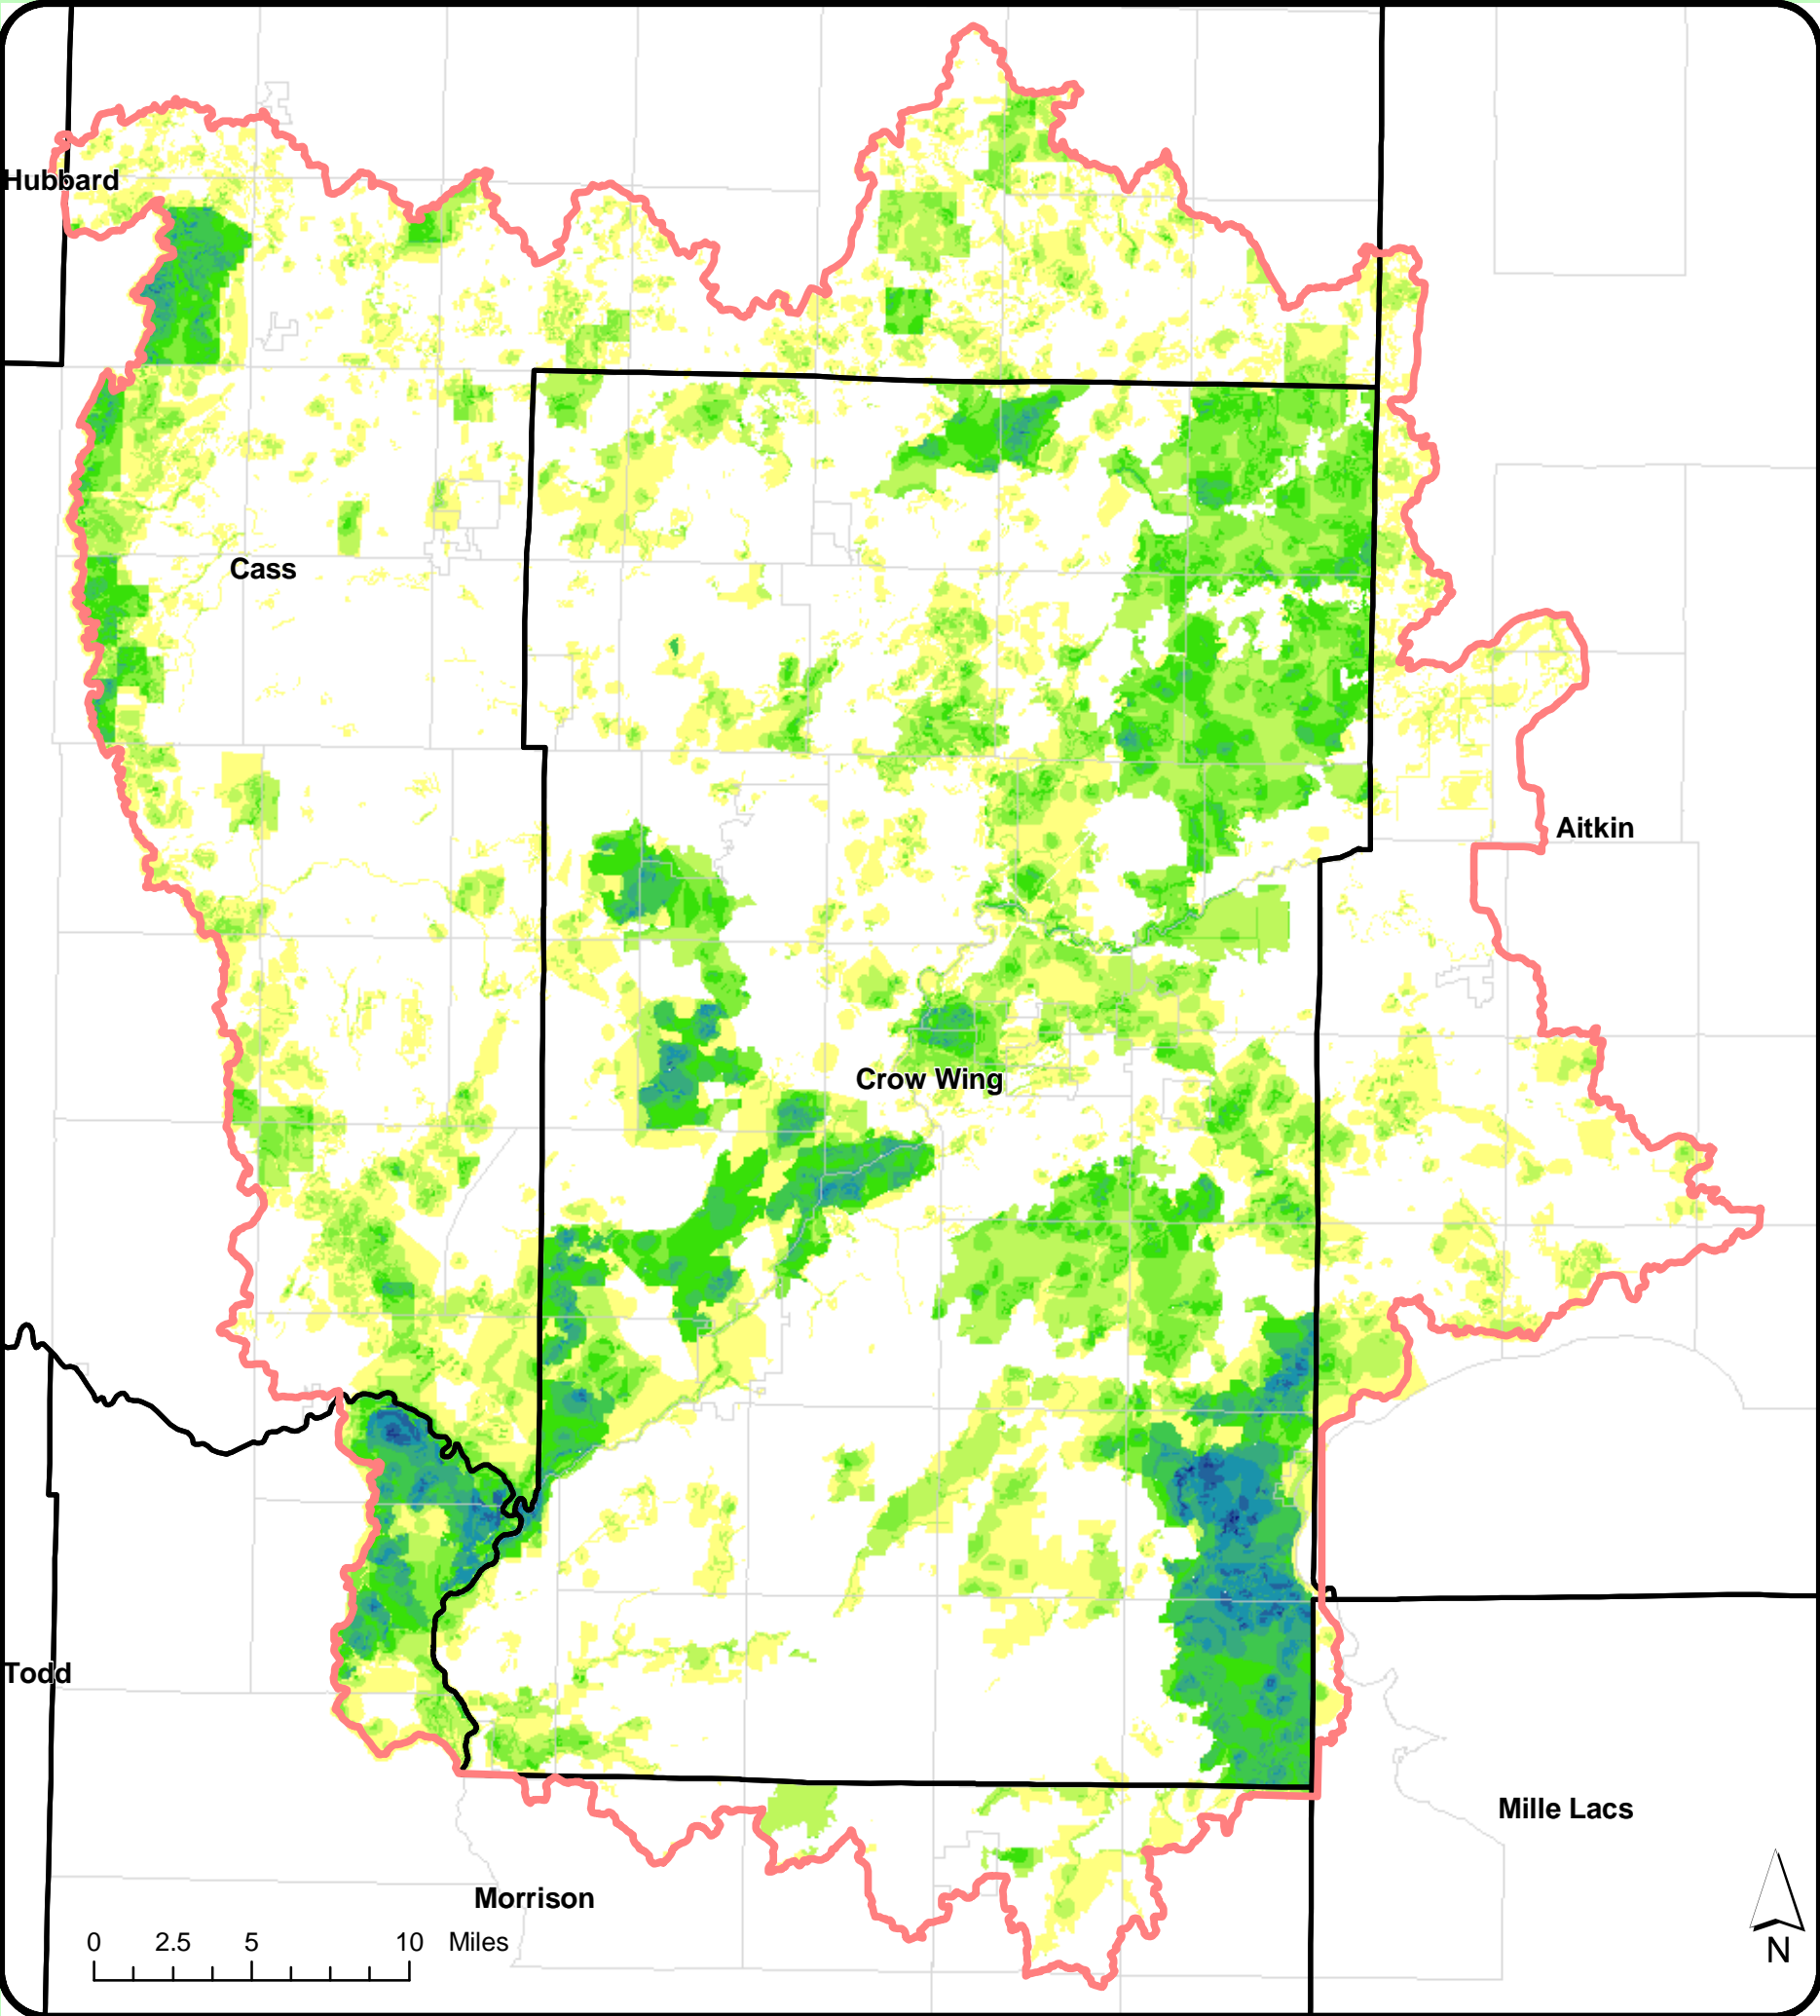 Hubbard
Cass
Aitkin
Crow Wing
Todd
Mille Lacs
Morrison
0 2.5 5 10 Miles
N